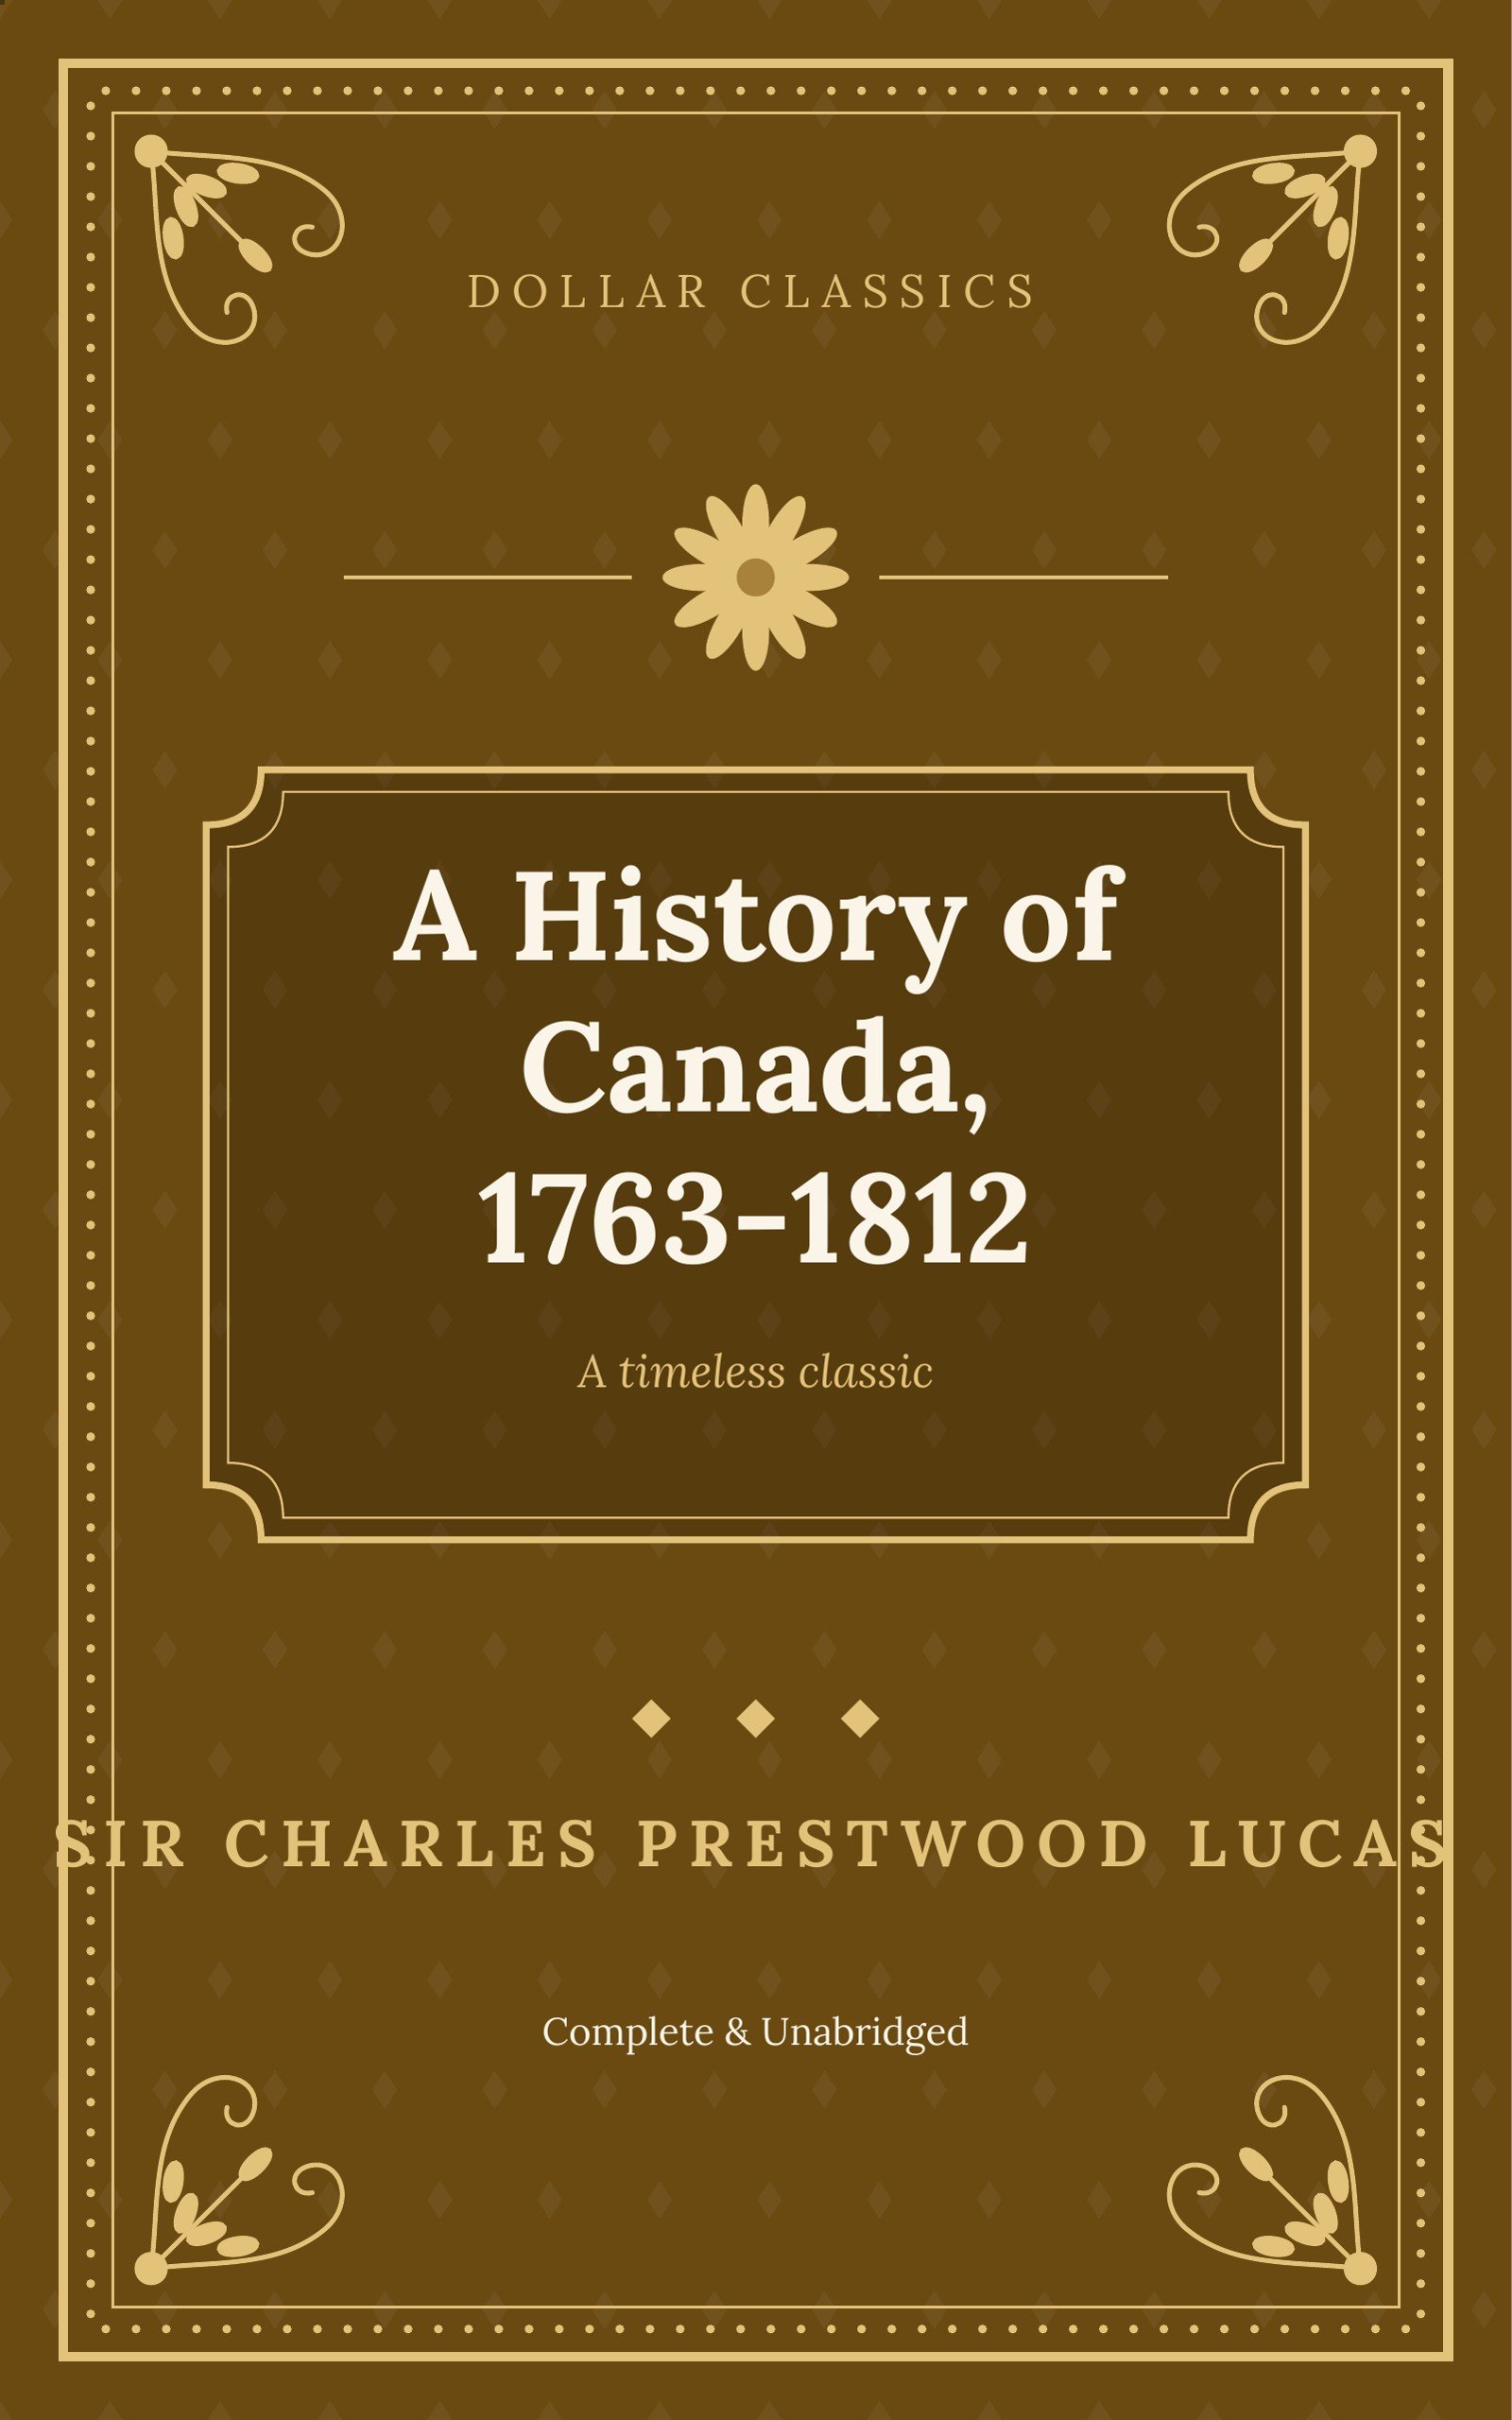 DOLLAR CLASSICS
A History of
Canada,
1763–1812
A timeless classic
SIR CHARLES PRESTWOOD LUCAS
Complete & Unabridged